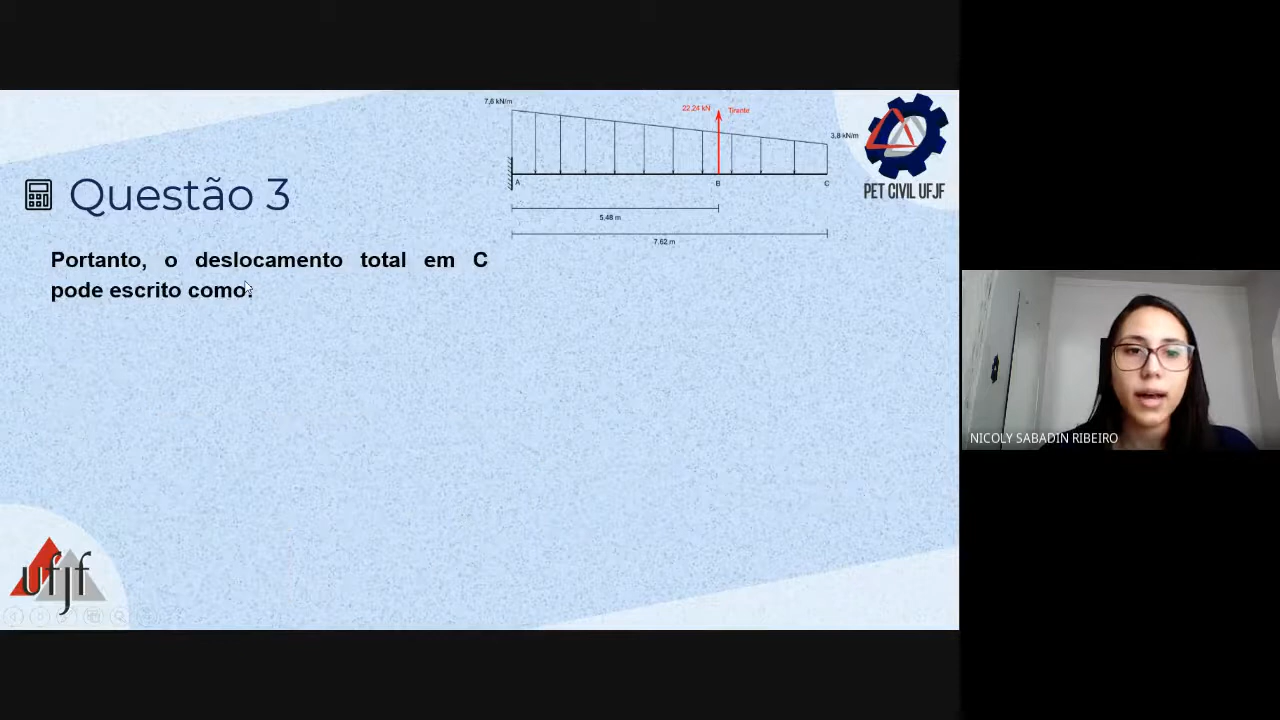 7,6 kN/m
22,24 kN
Tirante
3,8 kN/m
A
B
C
5,48 m
7,62 m
PET CIVIL UFJF
Questão 3
Portanto, o deslocamento total em C
pode escrito como:
NICOLY SABADIN RIBEIRO
ufjf